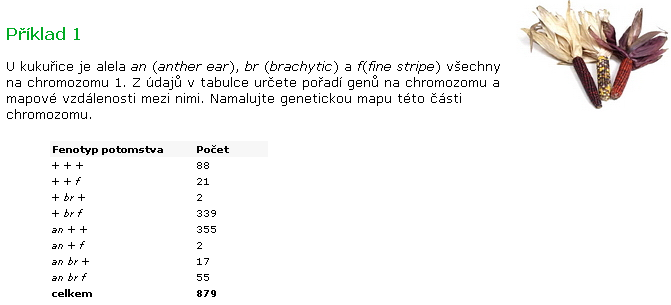 Příklad 1
U kukuřice je alela an (anther ear), br (brachytic) a f(fine stripe) všechny
na chromozomu 1. Z údajů v tabulce určete pořadí genů na chromozomu a
mapové vzdálenosti mezi nimi. Namalujte genetickou mapu této části
chromozomu.
Fenotyp potomstva Počet
+ + + 88
+ + f 21
+ br + 2
+ br f 339
an + + 355
an + f 2
an br + 17
an br f 55
celkem 879